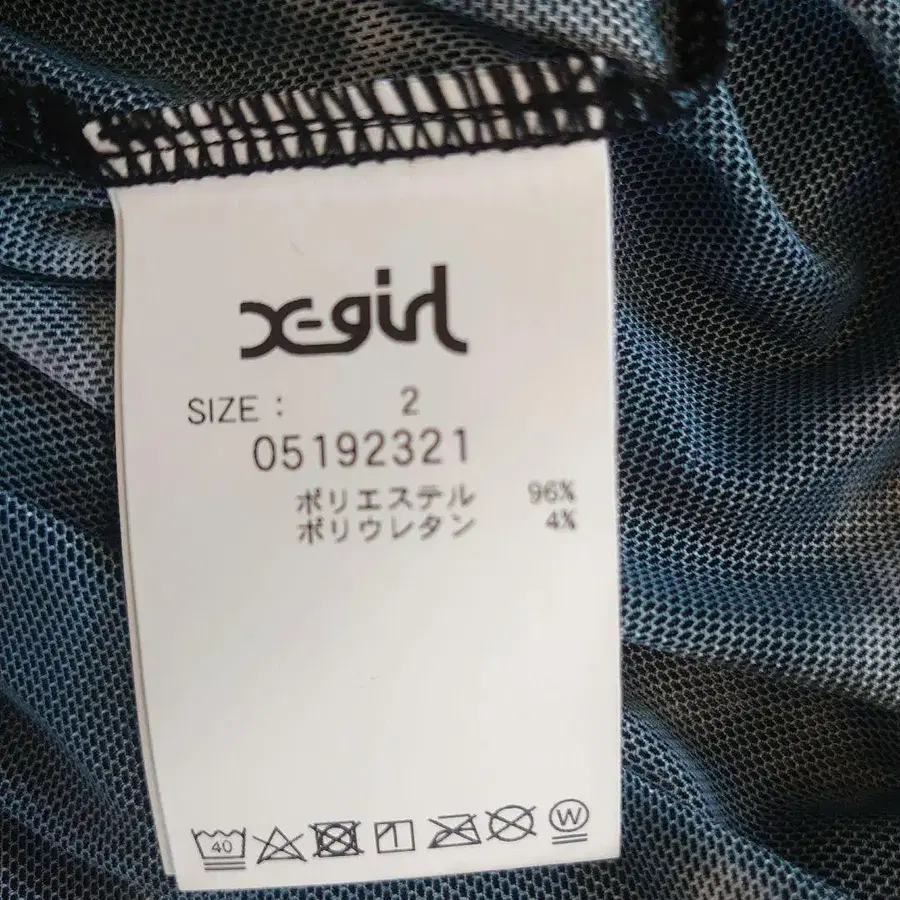 X-girl
SIZE : 2
05192321
ポリエステル 96%
ポリウレタン 4%
40 W